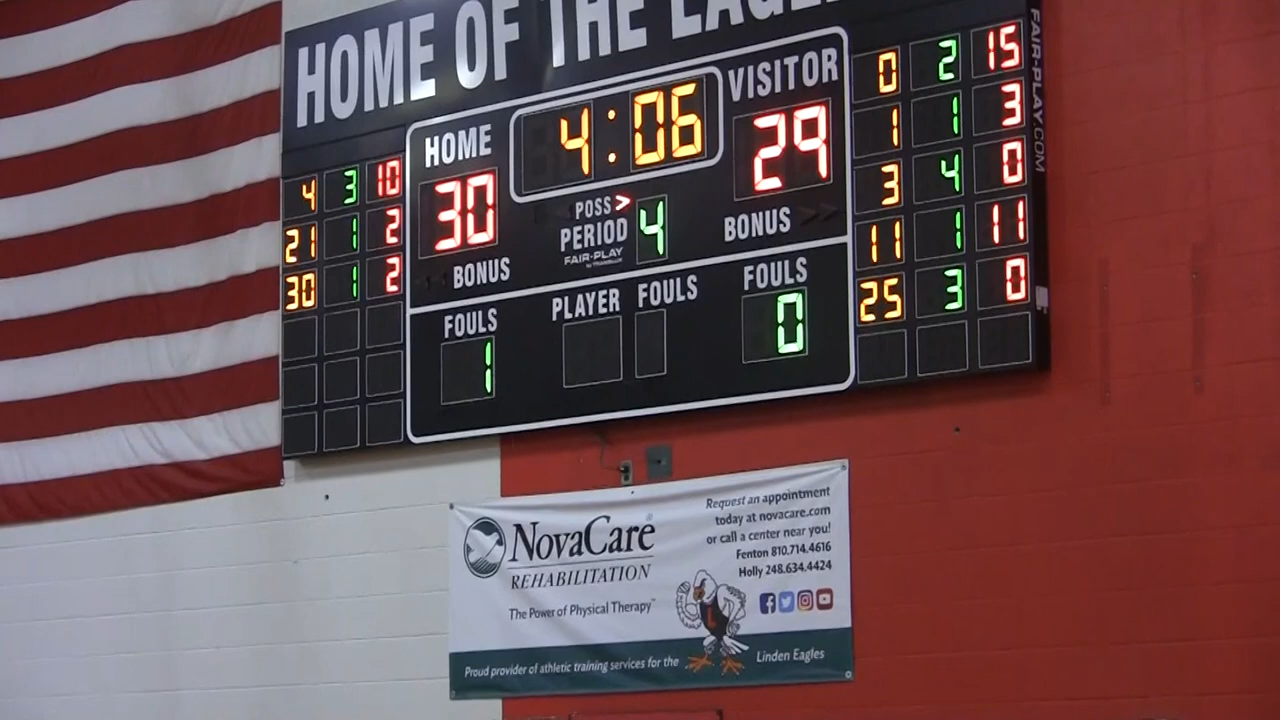 HOME OF THE EAGLE
HOME
30
4:06
VISITOR
29
POSS >
PERIOD 4
FAIR-PLAY
BONUS
BONUS
FOULS
1
PLAYER FOULS
FOULS
0
4 3 10
21 1 2
30 1 2
0 2 15
1 1 3
3 4 0
11 1 11
25 3 0
FAIR-PLAY.COM
NovaCare®
REHABILITATION
The Power of Physical Therapy™
Request an appointment
today at novacare.com
or call a center near you!
Fenton 810.714.4616
Holly 248.634.4424
L
Proud provider of athletic training services for the Linden Eagles